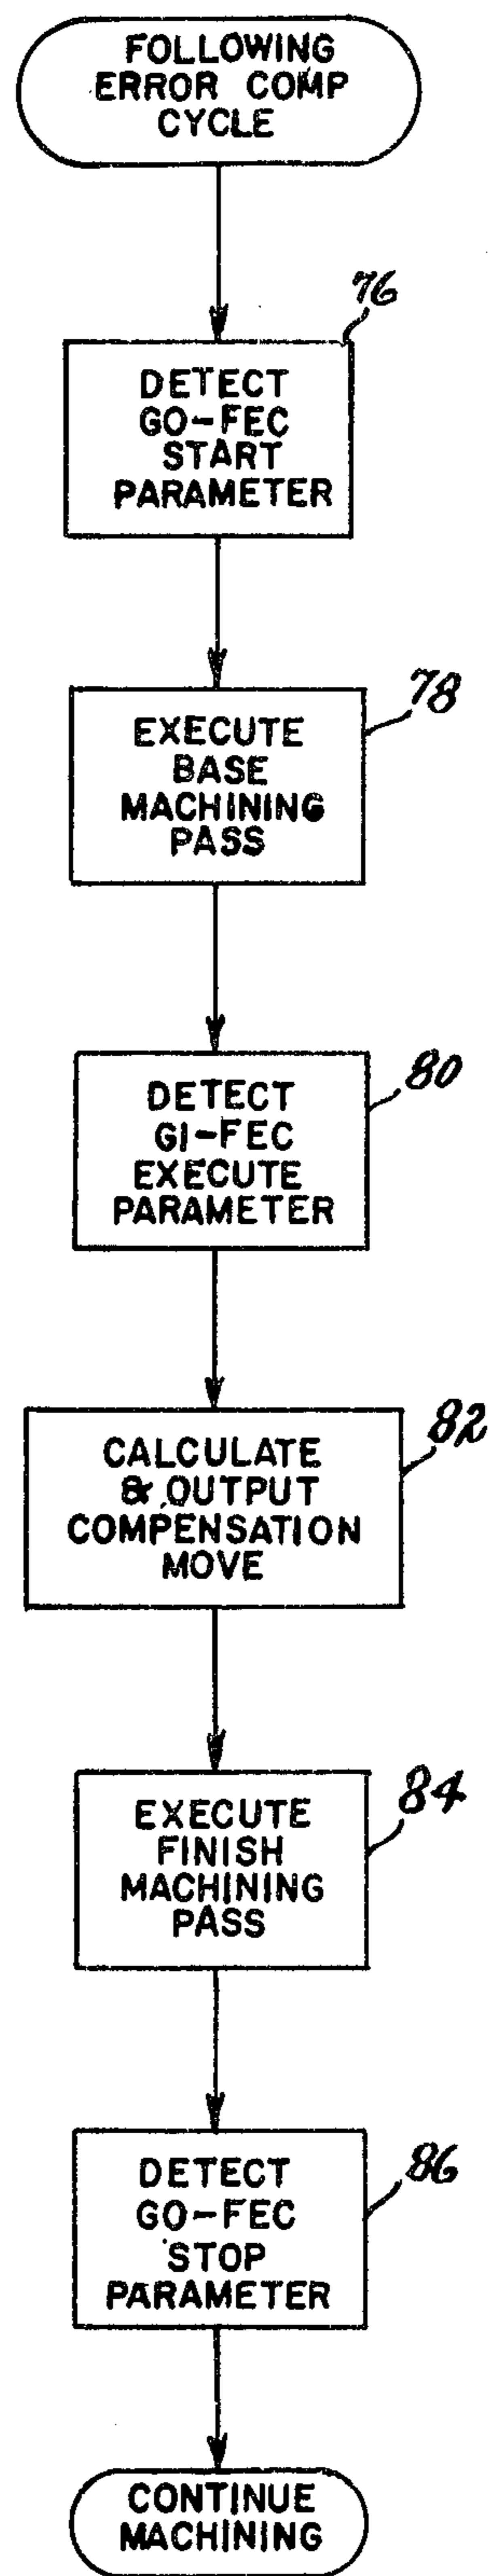 FOLLOWING
ERROR COMP
CYCLE
76
DETECT
GO-FEC
START
PARAMETER
78
EXECUTE
BASE
MACHINING
PASS
80
DETECT
G1-FEC
EXECUTE
PARAMETER
82
CALCULATE
& OUTPUT
COMPENSATION
MOVE
84
EXECUTE
FINISH
MACHINING
PASS
86
DETECT
GO-FEC
STOP
PARAMETER
CONTINUE
MACHINING